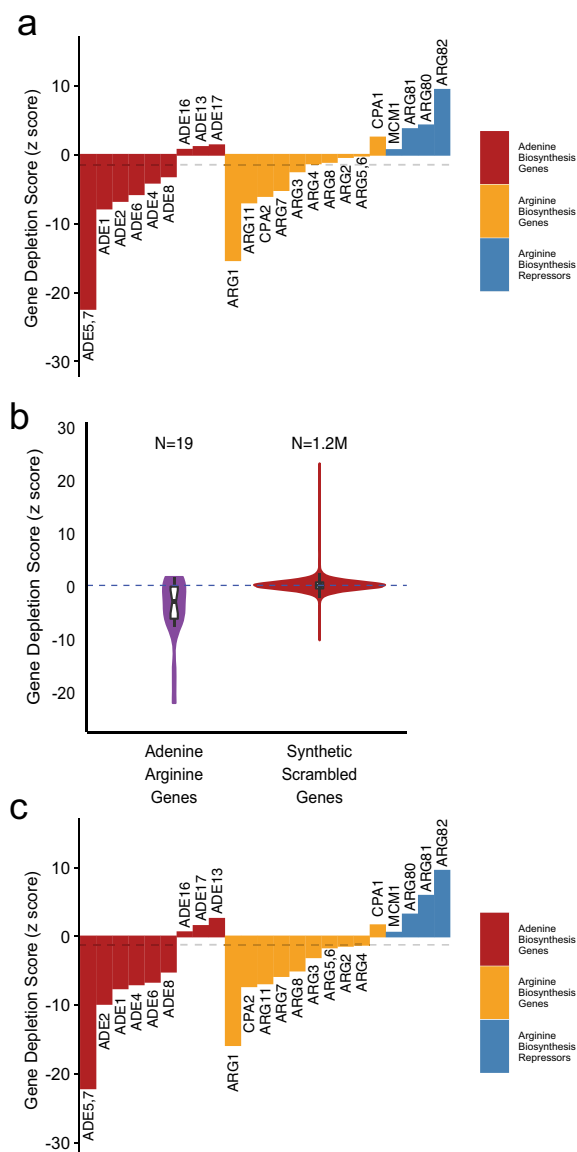 a
Gene Depletion Score (z score)
10
0
-10
-20
-30
ADE5,7
ADE1
ADE2
ADE6
ADE4
ADE8
ADE16
ADE13
ADE17
ARG1
ARG11
CPA2
ARG7
ARG3
ARG4
ARG8
ARG2
ARG5,6
CPA1
MCM1
ARG81
ARG80
ARG82
Adenine
Biosynthesis
Genes
Arginine
Biosynthesis
Genes
Arginine
Biosynthesis
Repressors
b
Gene Depletion Score (z score)
30
20
10
0
-10
-20
N=19
N=1.2M
Adenine
Arginine
Genes
Synthetic
Scrambled
Genes
c
Gene Depletion Score (z score)
10
0
-10
-20
-30
ADE5,7
ADE2
ADE1
ADE4
ADE6
ADE8
ADE16
ADE17
ADE13
ARG1
CPA2
ARG11
ARG7
ARG8
ARG3
ARG5,6
ARG2
ARG4
CPA1
MCM1
ARG80
ARG81
ARG82
Adenine
Biosynthesis
Genes
Arginine
Biosynthesis
Genes
Arginine
Biosynthesis
Repressors